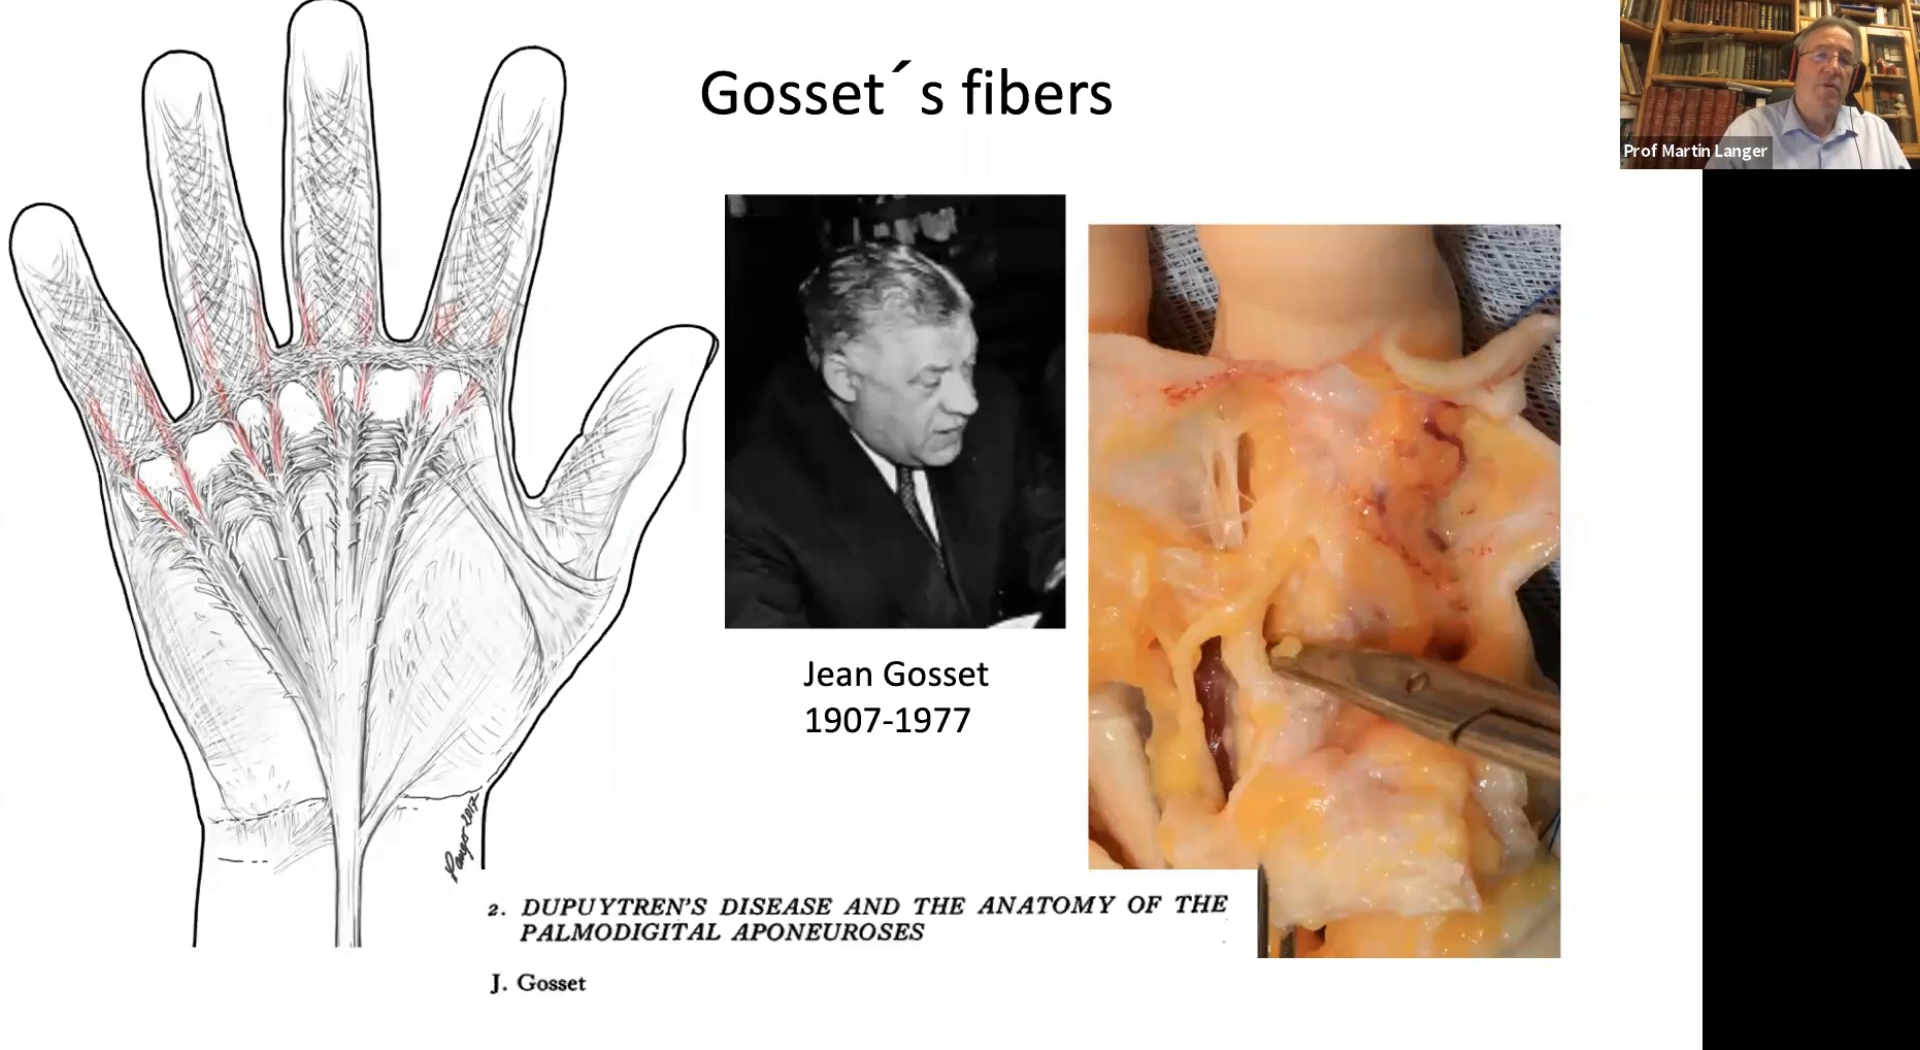 Gosset´s fibers
Prof Martin Langer
Jean Gosset
1907-1977
2. DUPUYTREN'S DISEASE AND THE ANATOMY OF THE
PALMODIGITAL APONEUROSES
J. Gosset